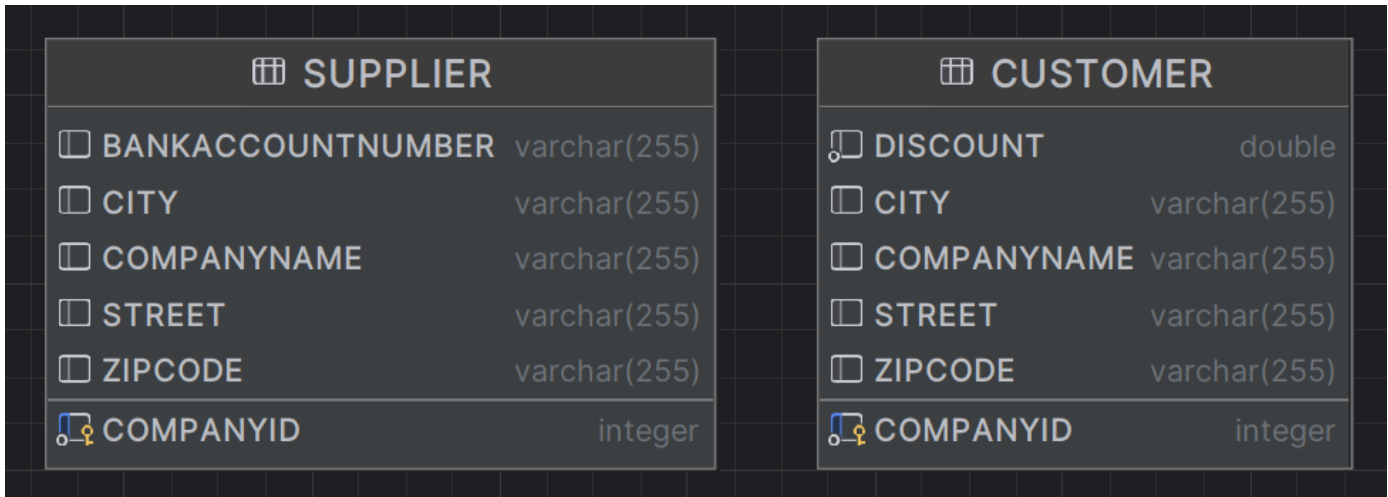 SUPPLIER
BANKACCOUNTNUMBER varchar(255)
CITY varchar(255)
COMPANYNAME varchar(255)
STREET varchar(255)
ZIPCODE varchar(255)
COMPANYID integer
CUSTOMER
DISCOUNT double
CITY varchar(255)
COMPANYNAME varchar(255)
STREET varchar(255)
ZIPCODE varchar(255)
COMPANYID integer